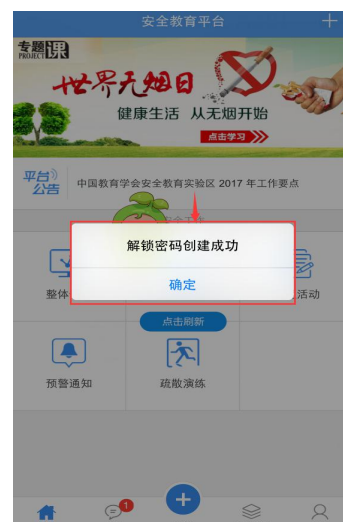 安全教育平台
专题课
PROJECT
世界无烟日
健康生活 从无烟开始
点击学习
平台
公告
中国教育学会安全教育实验区 2017 年工作要点
安全工作
解锁密码创建成功
确定
整体
活动
点击刷新
预警通知
疏散演练
1